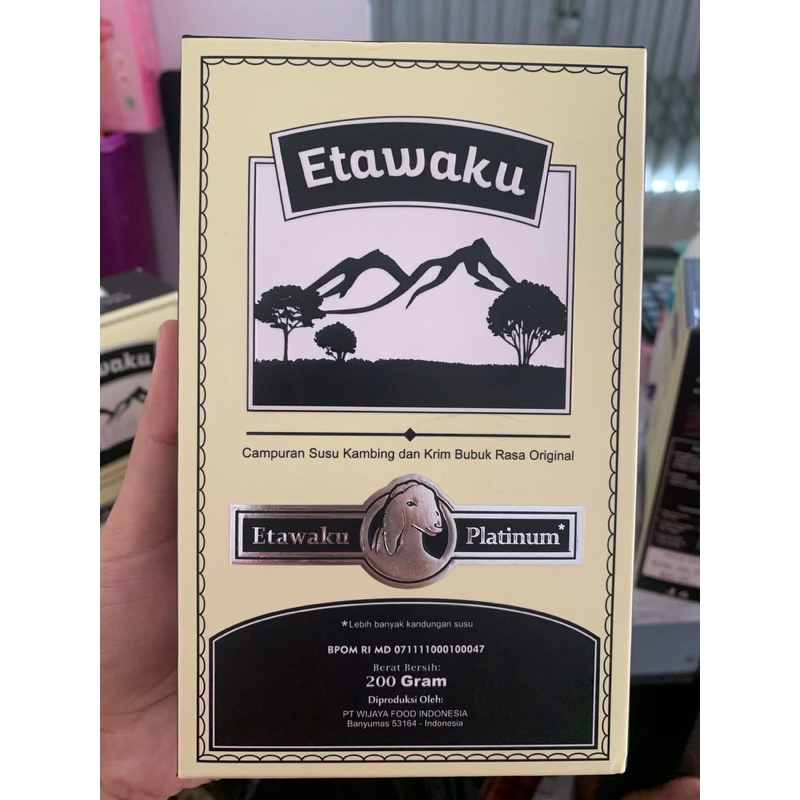 Etawaku
Campuran Susu Kambing dan Krim Bubuk Rasa Original
Etawaku Platinum*
*Lebih banyak kandungan susu
BPOM RI MD 071111000100047
Berat Bersih:
200 Gram
Diproduksi Oleh:
PT WIJAYA FOOD INDONESIA
Banyumas 53164 - Indonesia
waku